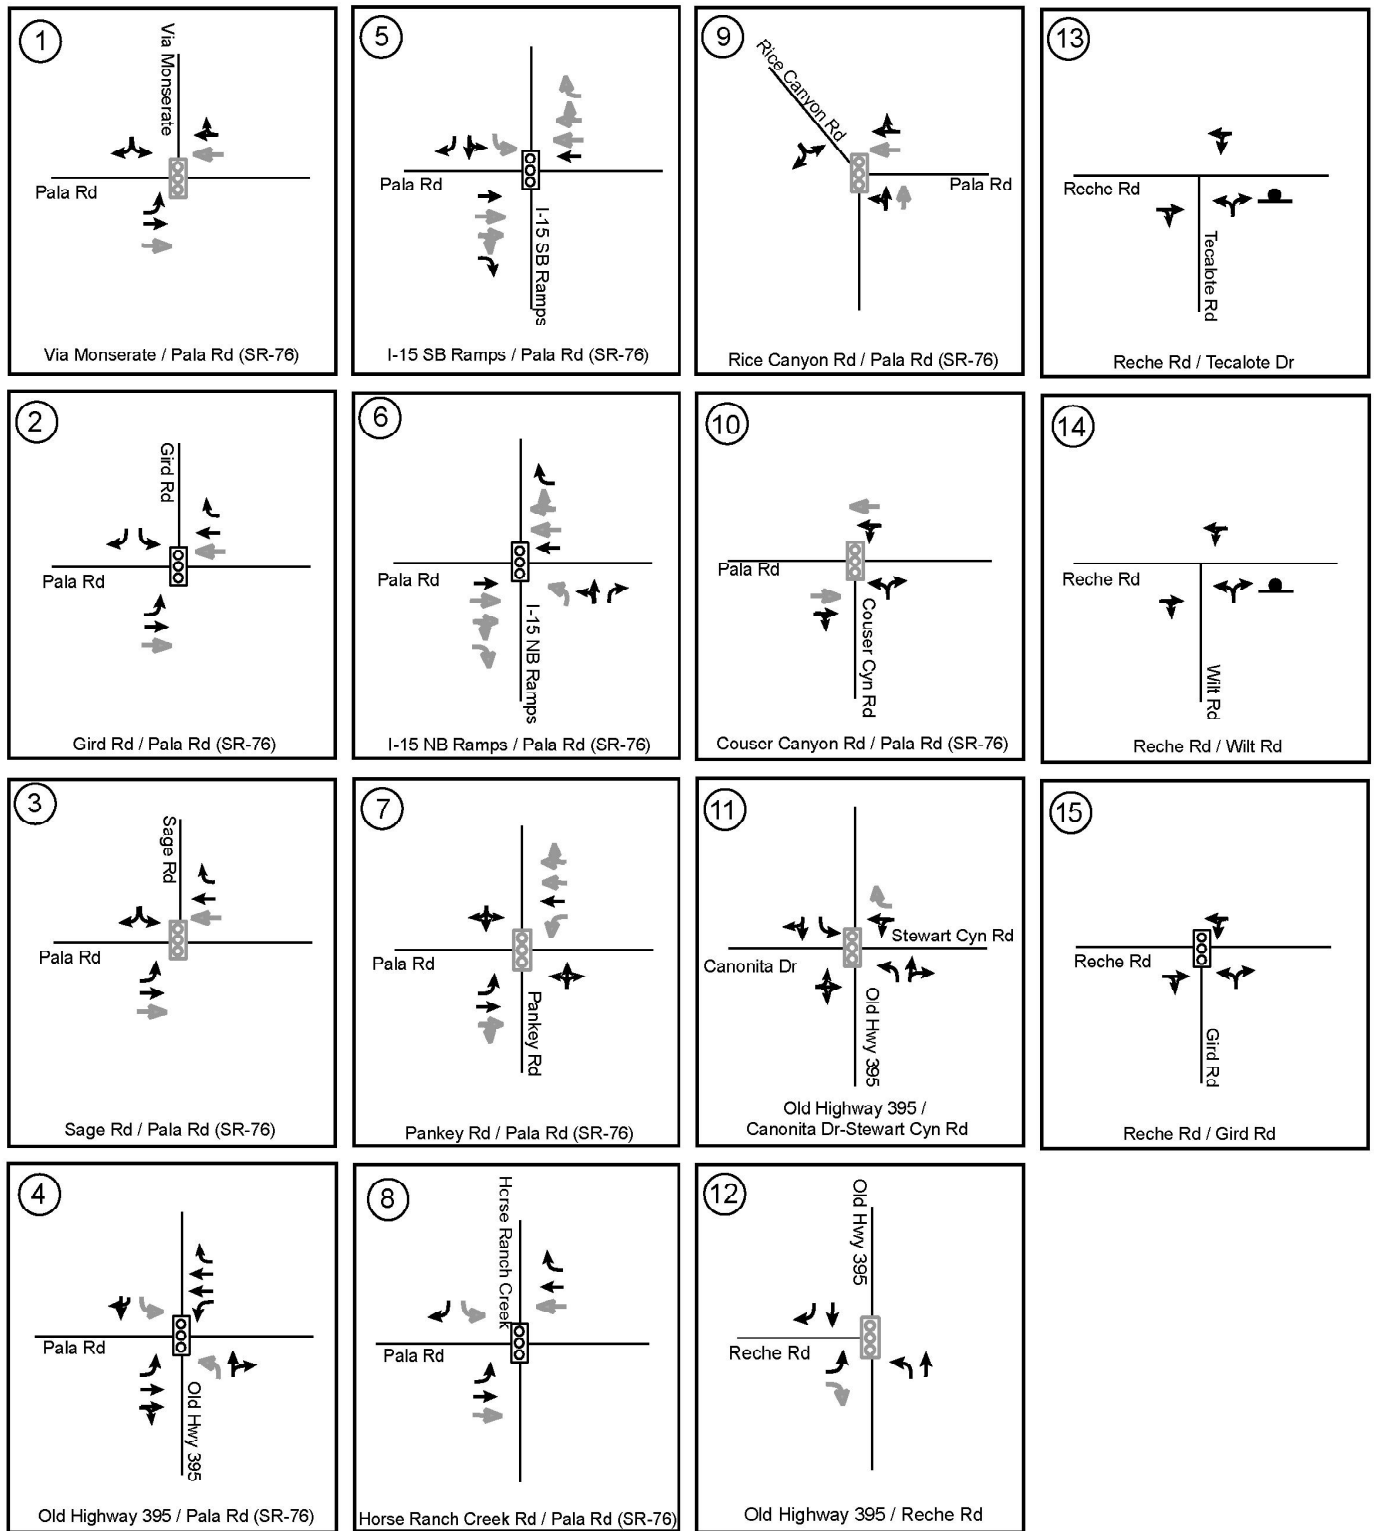 1
Via Monserate
Pala Rd
Via Monserate / Pala Rd (SR-76)
2
Gird Rd
Pala Rd
Gird Rd / Pala Rd (SR-76)
3
Sage Rd
Pala Rd
Sage Rd / Pala Rd (SR-76)
4
Pala Rd
Old Hwy 395
Old Highway 395 / Pala Rd (SR-76)
5
Pala Rd
I-15 SB Ramps
I-15 SB Ramps / Pala Rd (SR-76)
6
Pala Rd
I-15 NB Ramps
I-15 NB Ramps / Pala Rd (SR-76)
7
Pala Rd
Pankey Rd
Pankey Rd / Pala Rd (SR-76)
8
Horse Ranch Creek
Pala Rd
Horse Ranch Creek Rd / Pala Rd (SR-76)
9
Rice Canyon Rd
Pala Rd
Rice Canyon Rd / Pala Rd (SR-76)
10
Pala Rd
Couser Cyn Rd
Couser Canyon Rd / Pala Rd (SR-76)
11
Stewart Cyn Rd
Canonita Dr
Old Hwy 395
Old Highway 395 /
Canonita Dr-Stewart Cyn Rd
12
Old Hwy 395
Reche Rd
Old Highway 395 / Reche Rd
13
Reche Rd
Tecalote Rd
Reche Rd / Tecalote Dr
14
Reche Rd
Wilt Rd
Reche Rd / Wilt Rd
15
Reche Rd
Gird Rd
Reche Rd / Gird Rd